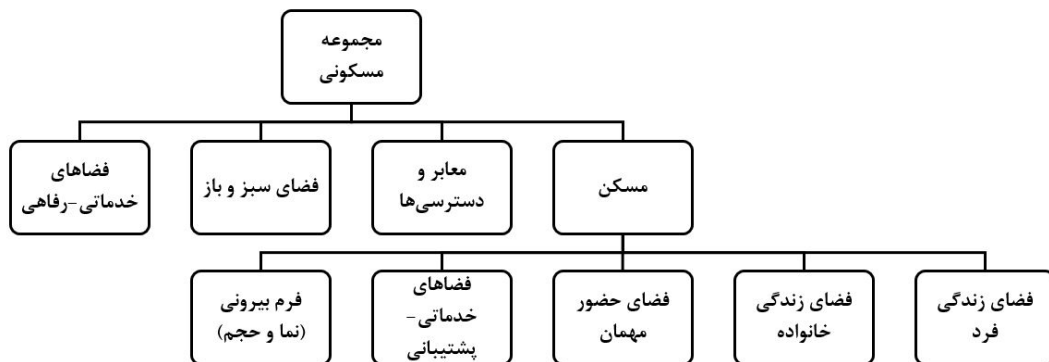 مجموعه
مسکونی
مسکن
معابر و
دسترسی‌ها
فضای سبز و باز
فضاهای
خدماتی-رفاهی
فضای زندگی
فرد
فضای زندگی
خانواده
فضای حضور
مهمان
فضاهای
خدماتی-
پشتیبانی
فرم بیرونی
(نما و حجم)